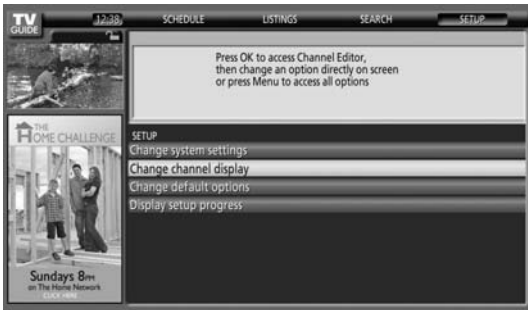 TV
GUIDE
12:38
SCHEDULE
LISTINGS
SEARCH
SETUP
Press OK to access Channel Editor,
then change an option directly on screen
or press Menu to access all options
THE
HOME CHALLENGE
Sundays 8PM
on The Home Network
CLICK HERE
SETUP
Change system settings
Change channel display
Change default options
Display setup progress